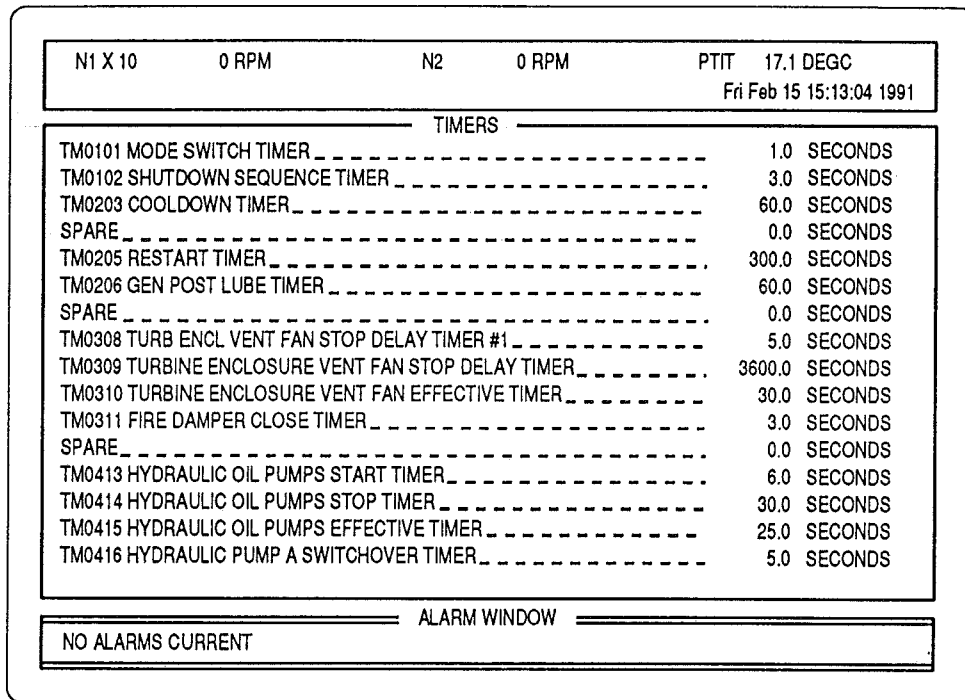 N1 X 10 0 RPM N2 0 RPM PTIT 17.1 DEGC
Fri Feb 15 15:13:04 1991
TIMERS
TM0101 MODE SWITCH TIMER 1.0 SECONDS
TM0102 SHUTDOWN SEQUENCE TIMER 3.0 SECONDS
TM0203 COOLDOWN TIMER 60.0 SECONDS
SPARE 0.0 SECONDS
TM0205 RESTART TIMER 300.0 SECONDS
TM0206 GEN POST LUBE TIMER 60.0 SECONDS
SPARE 0.0 SECONDS
TM0308 TURB ENCL VENT FAN STOP DELAY TIMER #1 5.0 SECONDS
TM0309 TURBINE ENCLOSURE VENT FAN STOP DELAY TIMER 3600.0 SECONDS
TM0310 TURBINE ENCLOSURE VENT FAN EFFECTIVE TIMER 30.0 SECONDS
TM0311 FIRE DAMPER CLOSE TIMER 3.0 SECONDS
SPARE 0.0 SECONDS
TM0413 HYDRAULIC OIL PUMPS START TIMER 6.0 SECONDS
TM0414 HYDRAULIC OIL PUMPS STOP TIMER 30.0 SECONDS
TM0415 HYDRAULIC OIL PUMPS EFFECTIVE TIMER 25.0 SECONDS
TM0416 HYDRAULIC PUMP A SWITCHOVER TIMER 5.0 SECONDS
ALARM WINDOW
NO ALARMS CURRENT